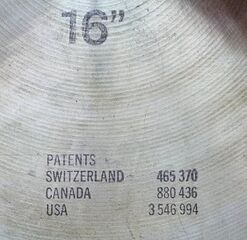 16"
PATENTS
SWITZERLAND 465 370
CANADA 880 436
USA 3 546 994